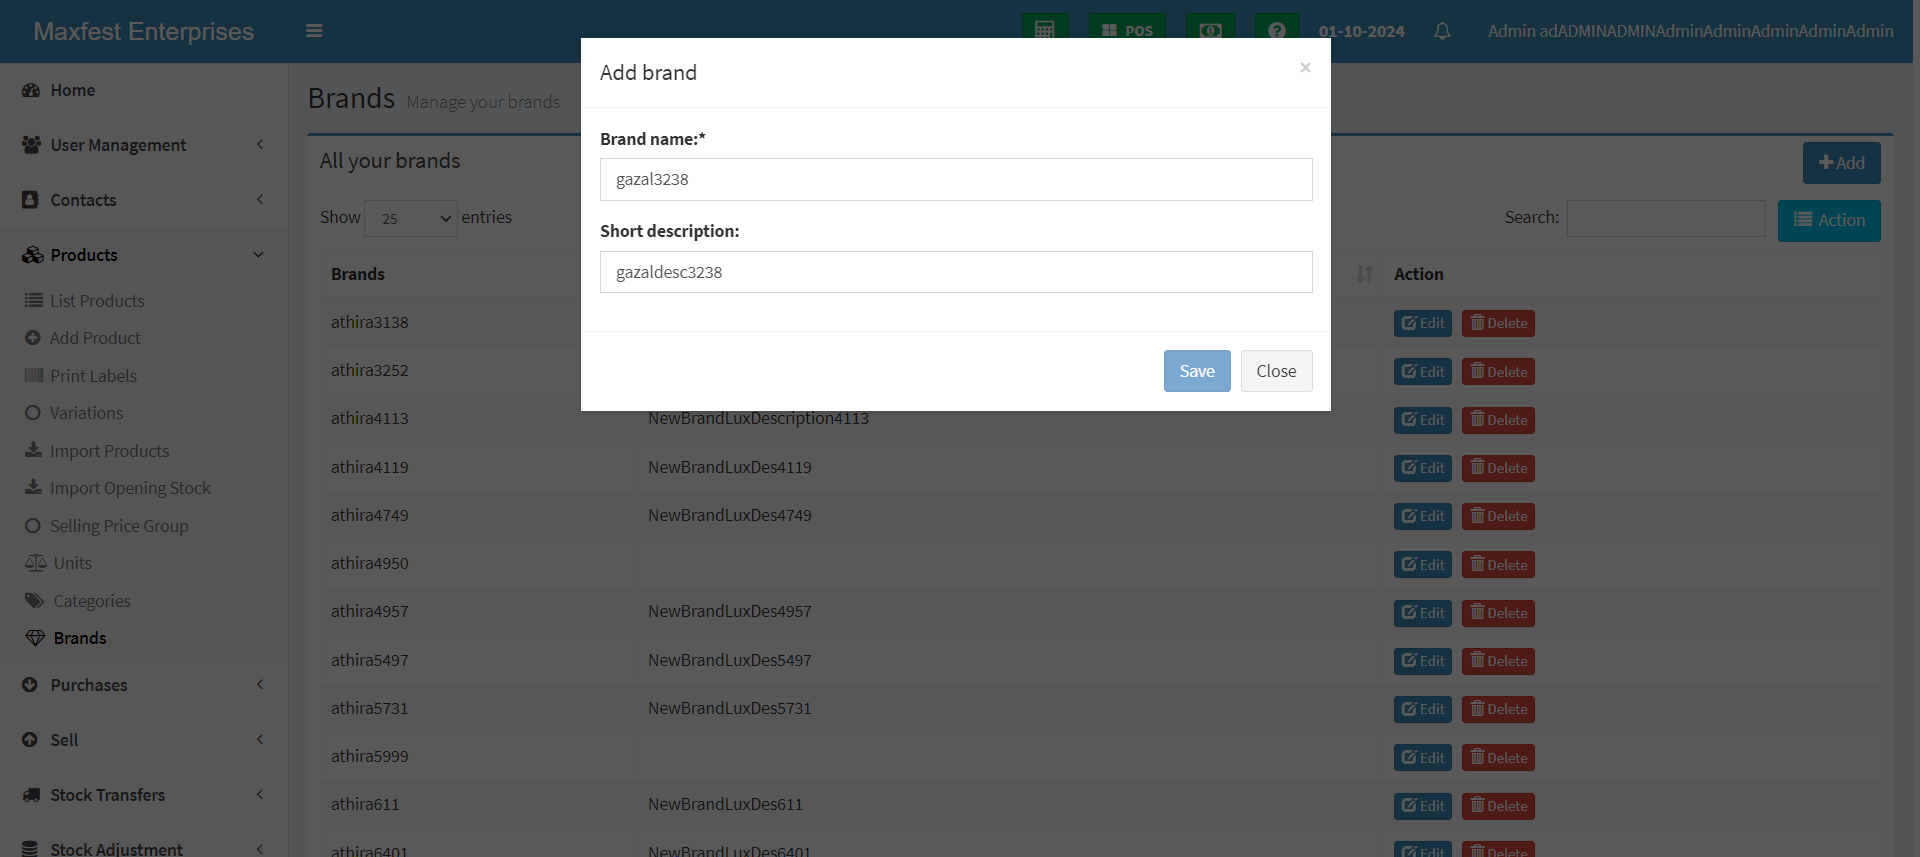 Maxfest Enterprises
POS
01-10-2024
Admin adADMINADMINAdminAdminAdminAdminAdmin
Home
User Management
Contacts
Products
List Products
Add Product
Print Labels
Variations
Import Products
Import Opening Stock
Selling Price Group
Units
Categories
Brands
Purchases
Sell
Stock Transfers
Stock Adjustment
Brands Manage your brands
All your brands
Add
Show 25 entries
Search:
Action
Brands
Action
Add brand
×
Brand name:*
gazal3238
Short description:
gazaldesc3238
Save Close
athira3138 Edit Delete
athira3252 Edit Delete
athira4113 NewBrandLuxDescription4113 Edit Delete
athira4119 NewBrandLuxDes4119 Edit Delete
athira4749 NewBrandLuxDes4749 Edit Delete
athira4950 Edit Delete
athira4957 NewBrandLuxDes4957 Edit Delete
athira5497 NewBrandLuxDes5497 Edit Delete
athira5731 NewBrandLuxDes5731 Edit Delete
athira5999 Edit Delete
athira611 NewBrandLuxDes611 Edit Delete
athira6401 NewBrandLuxDes6401 Edit Delete